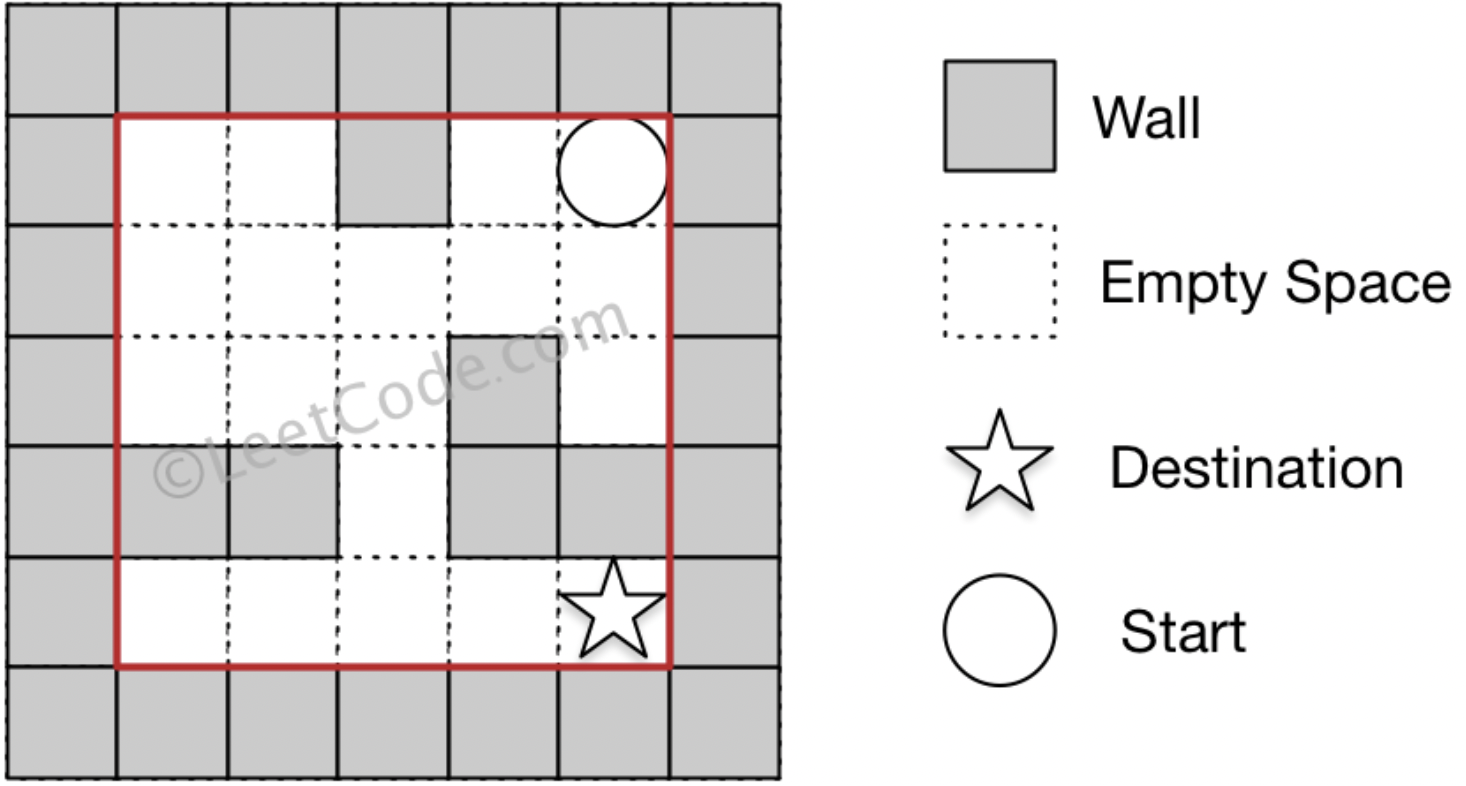 Wall
Empty Space
©LeetCode.com
Destination
Start